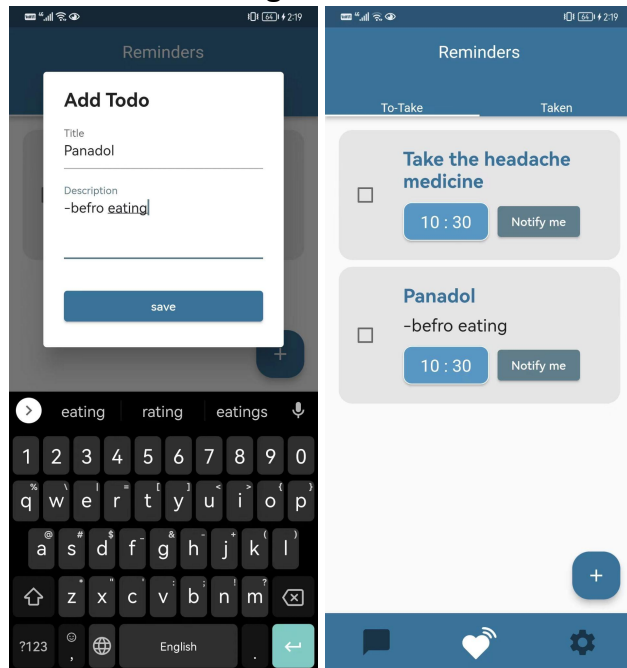 64 2:19
Reminders
Add Todo
Title
Panadol
Description
-befro eating
save
+
eating rating eatings
1 2 3 4 5 6 7 8 9 0
% \ | = [ ] < > { }
q w e r t y u i o p
@ # $ _ & - + ( )
a s d f g h j k l
* " ' : ; ! ?
z x c v b n m
?123 , English .
64 2:19
Reminders
To-Take Taken
Take the headache
medicine
10 : 30 Notify me
Panadol
-befro eating
10 : 30 Notify me
+